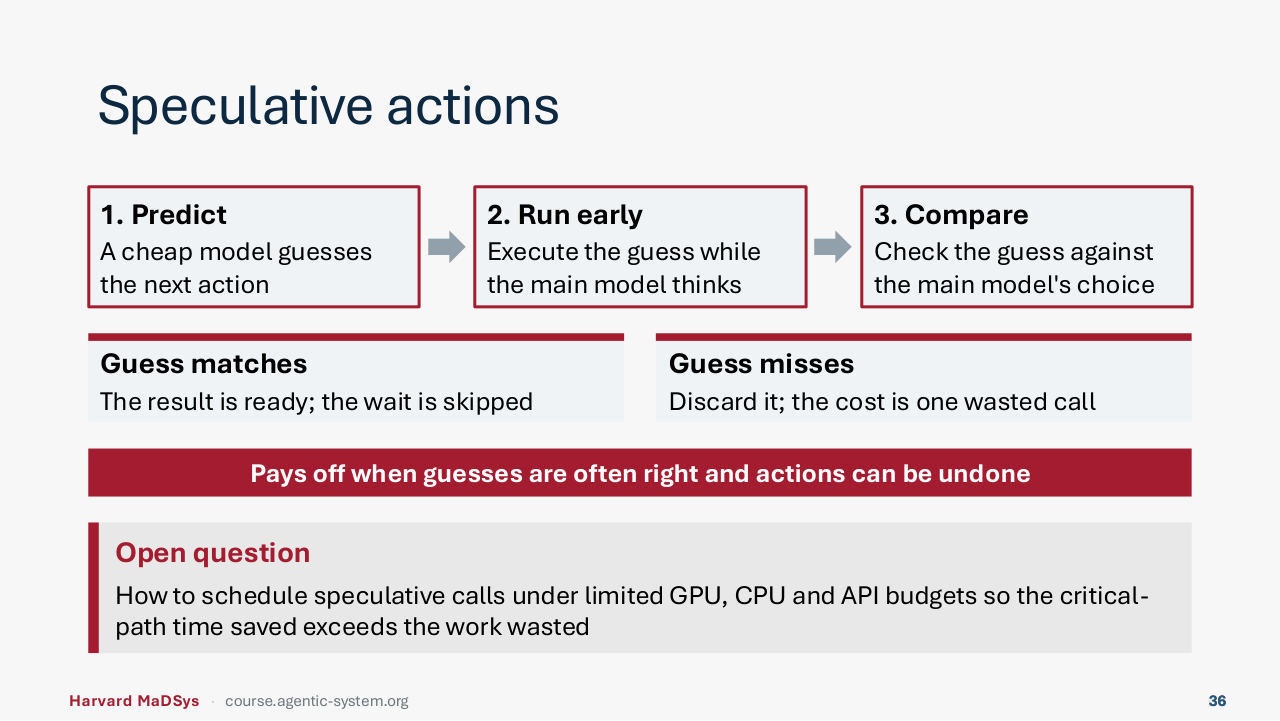 Speculative actions
1. Predict
A cheap model guesses
the next action
2. Run early
Execute the guess while
the main model thinks
3. Compare
Check the guess against
the main model's choice
Guess matches
The result is ready; the wait is skipped
Guess misses
Discard it; the cost is one wasted call
Pays off when guesses are often right and actions can be undone
Open question
How to schedule speculative calls under limited GPU, CPU and API budgets so the critical-
path time saved exceeds the work wasted
Harvard MaDSys · course.agentic-system.org
36